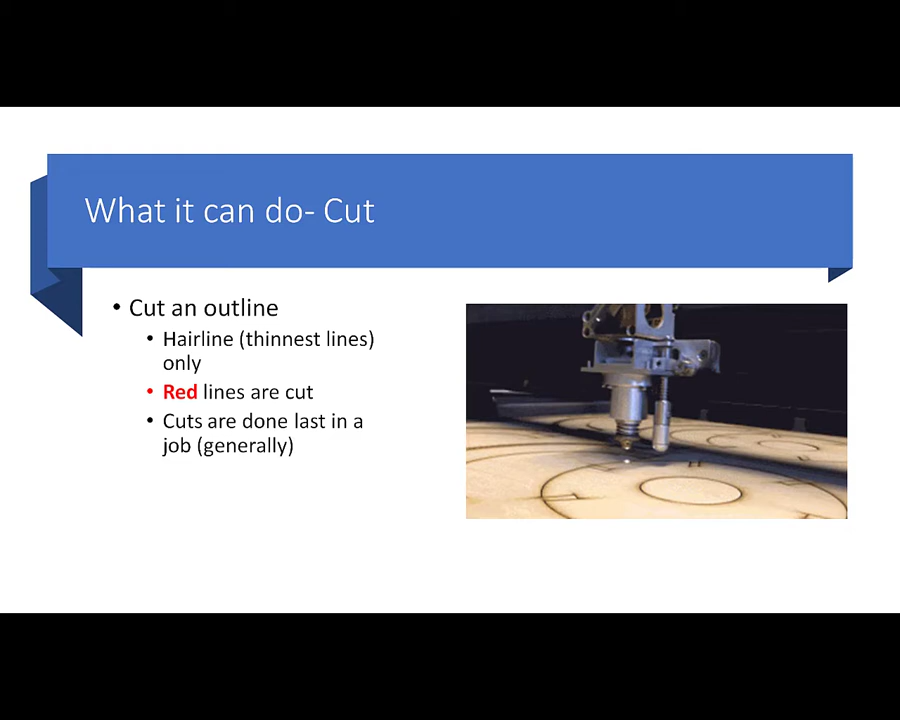 What it can do- Cut
• Cut an outline
• Hairline (thinnest lines)
only
• Red lines are cut
• Cuts are done last in a
job (generally)